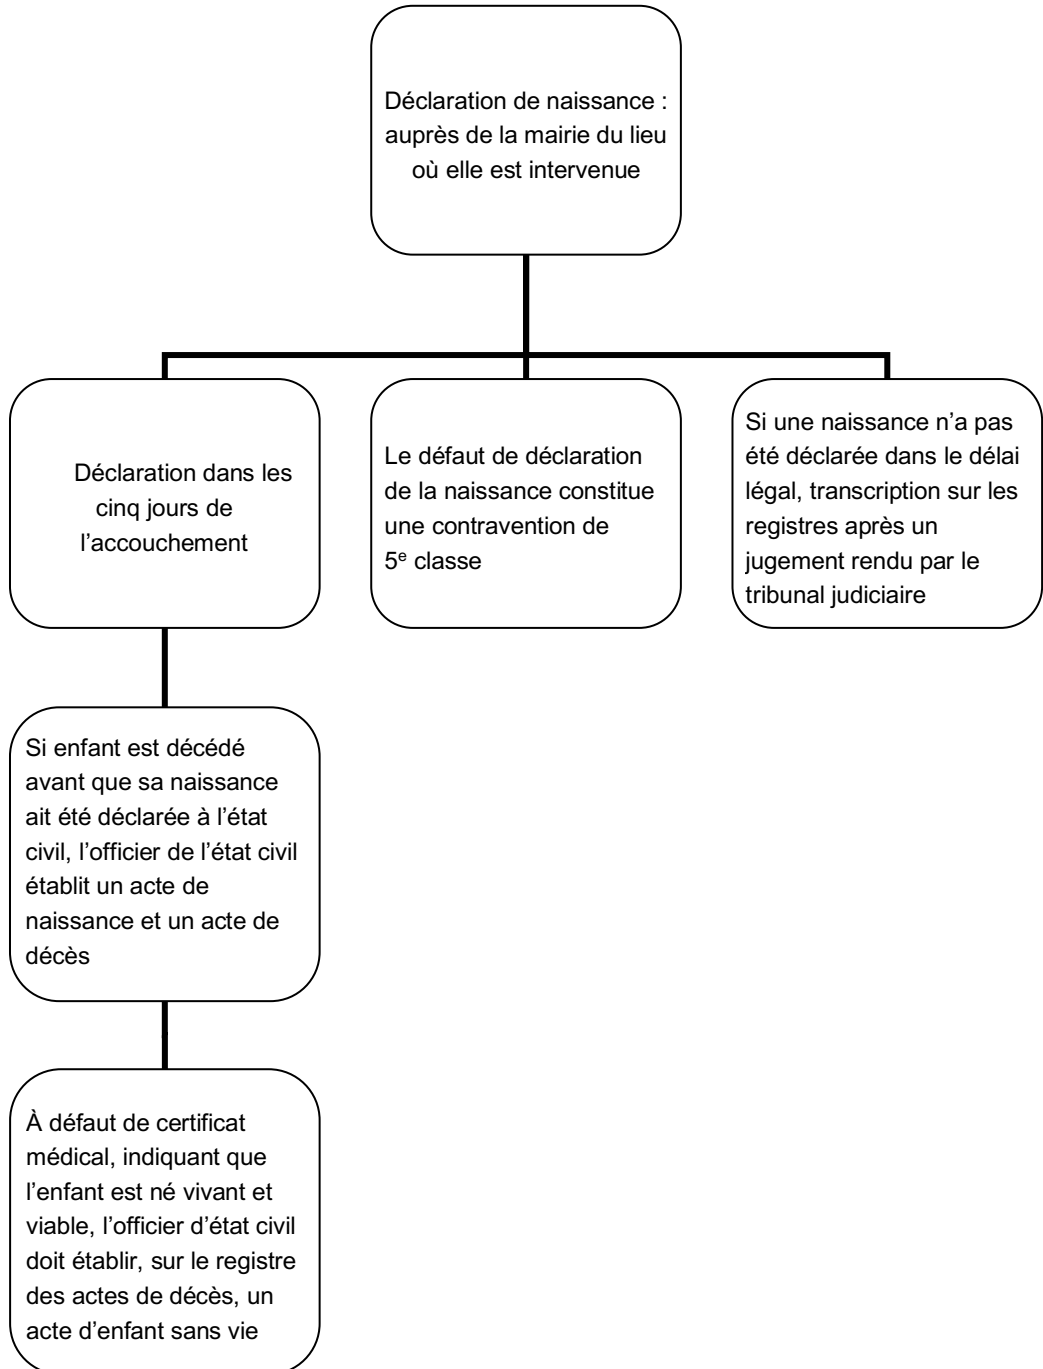 Déclaration de naissance :
auprès de la mairie du lieu
où elle est intervenue
Déclaration dans les
cinq jours de
l’accouchement
Le défaut de déclaration
de la naissance constitue
une contravention de
5e classe
Si une naissance n’a pas
été déclarée dans le délai
légal, transcription sur les
registres après un
jugement rendu par le
tribunal judiciaire
Si enfant est décédé
avant que sa naissance
ait été déclarée à l’état
civil, l’officier de l’état civil
établit un acte de
naissance et un acte de
décès
À défaut de certificat
médical, indiquant que
l’enfant est né vivant et
viable, l’officier d’état civil
doit établir, sur le registre
des actes de décès, un
acte d’enfant sans vie